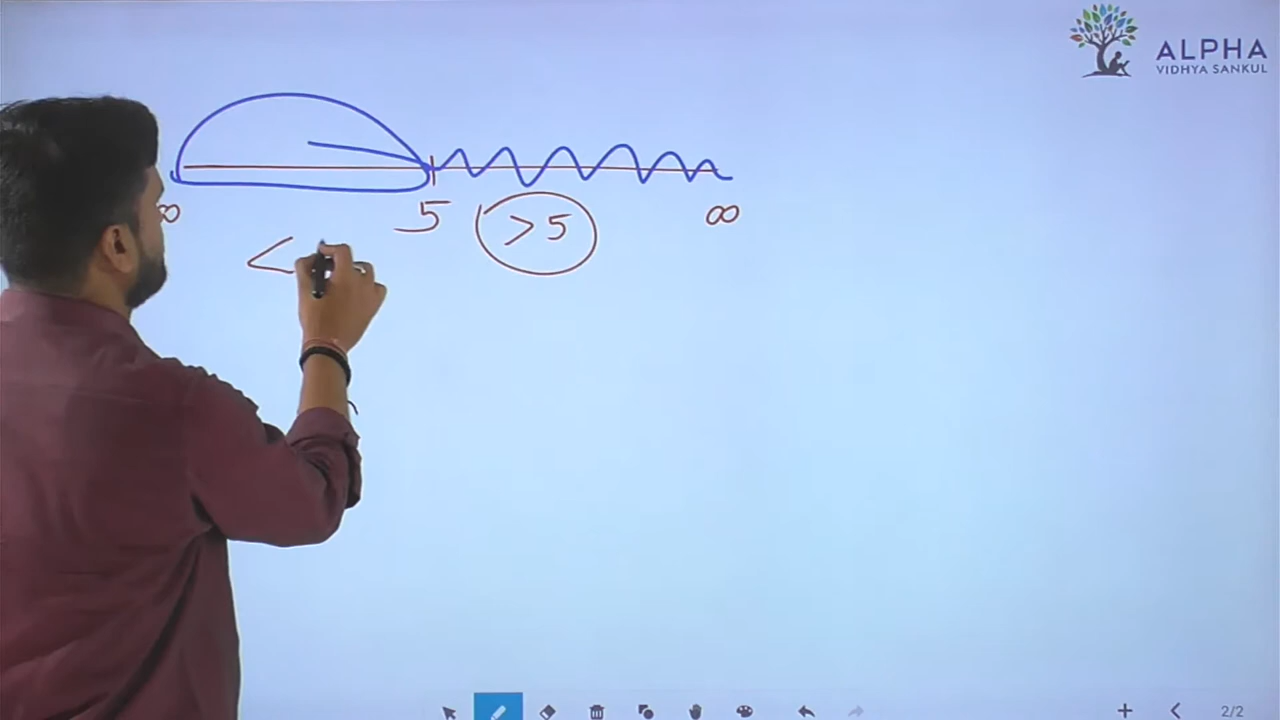 ALPHA
VIDHYA SANKUL
∞ 5 >5 ∞
<
2/2